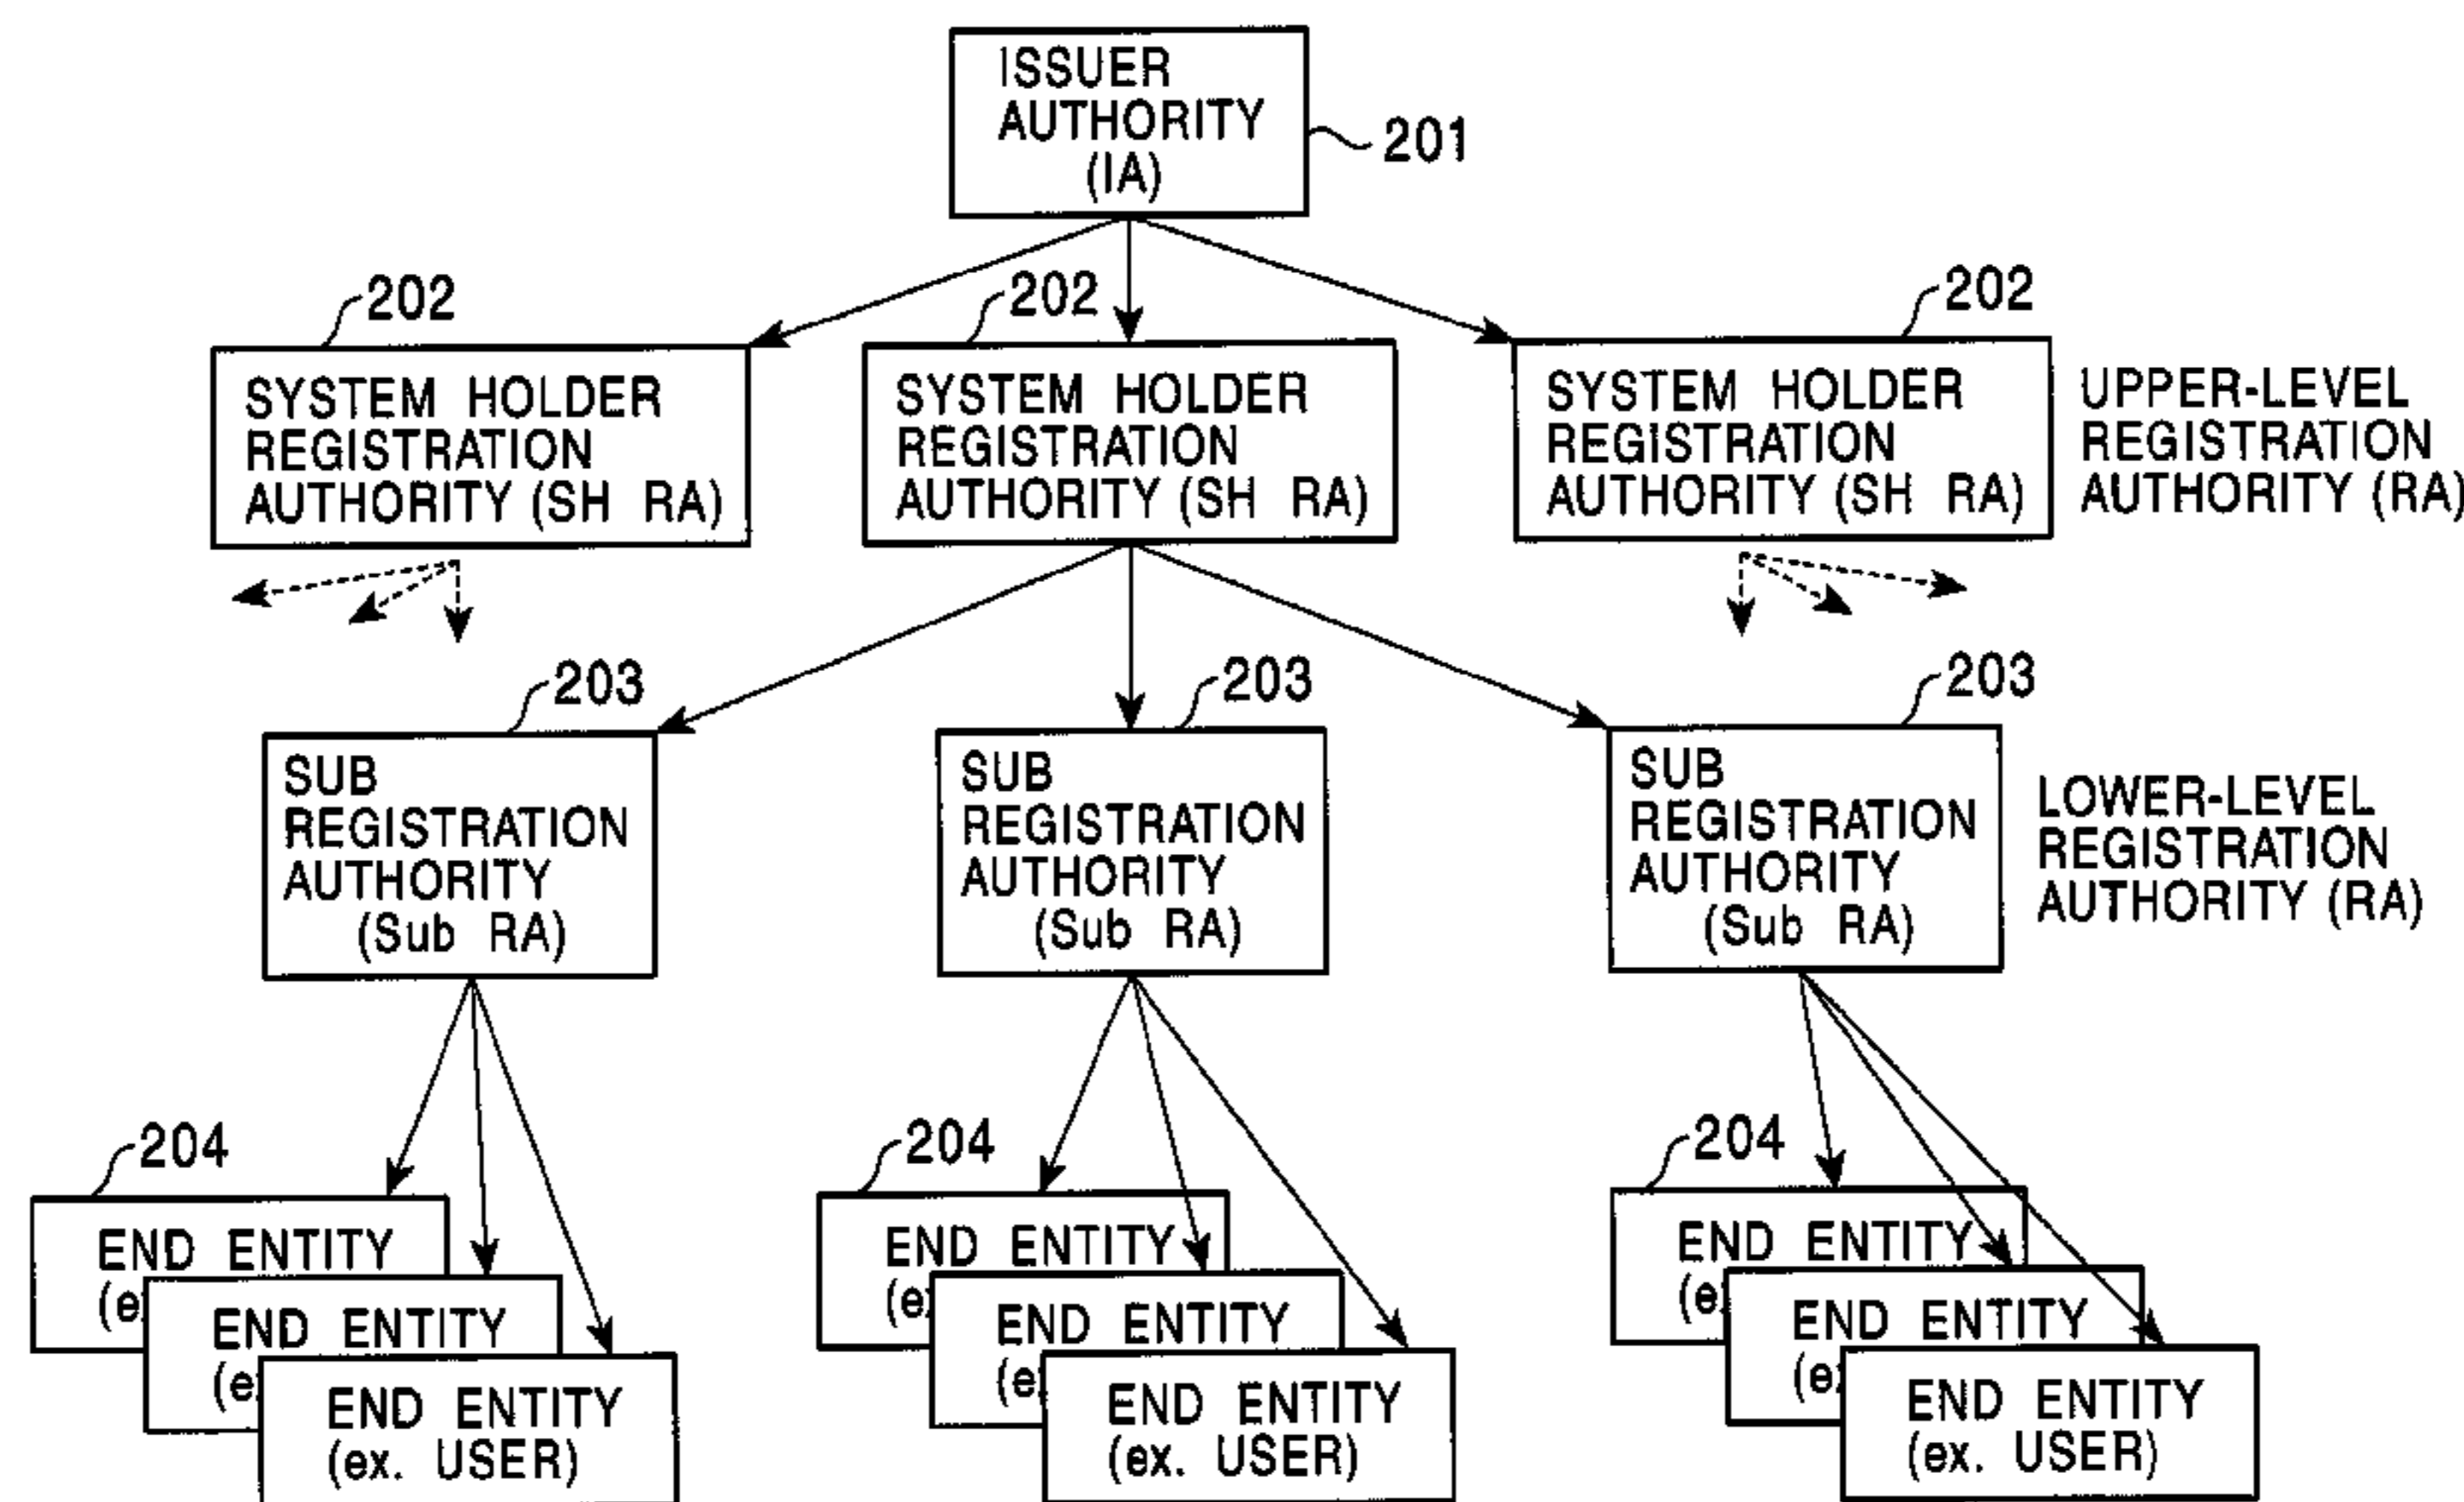 ISSUER
AUTHORITY
(IA)
201
202
202
202
SYSTEM HOLDER
REGISTRATION
AUTHORITY (SH RA)
SYSTEM HOLDER
REGISTRATION
AUTHORITY (SH RA)
SYSTEM HOLDER
REGISTRATION
AUTHORITY (SH RA)
UPPER-LEVEL
REGISTRATION
AUTHORITY (RA)
203
203
203
SUB
REGISTRATION
AUTHORITY
(Sub RA)
SUB
REGISTRATION
AUTHORITY
(Sub RA)
SUB
REGISTRATION
AUTHORITY
(Sub RA)
LOWER-LEVEL
REGISTRATION
AUTHORITY (RA)
204
END ENTITY
END ENTITY
END ENTITY
(ex. USER)
204
END ENTITY
END ENTITY
END ENTITY
(ex. USER)
204
END ENTITY
END ENTITY
END ENTITY
(ex. USER)